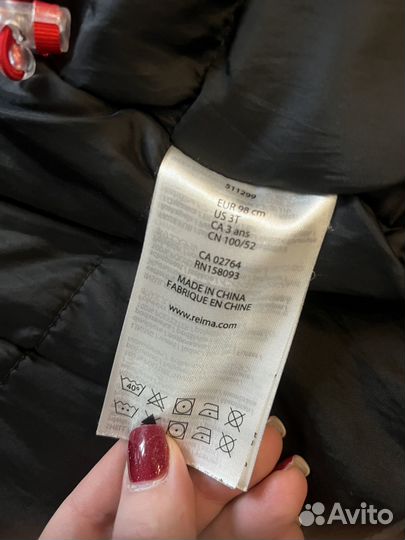 511299
EUR 98 cm
US 3T
CA 3 ans
CN 100/52
CA 02764
RN158093
MADE IN CHINA
FABRIQUE EN CHINE
www.reima.com
40°
Avito